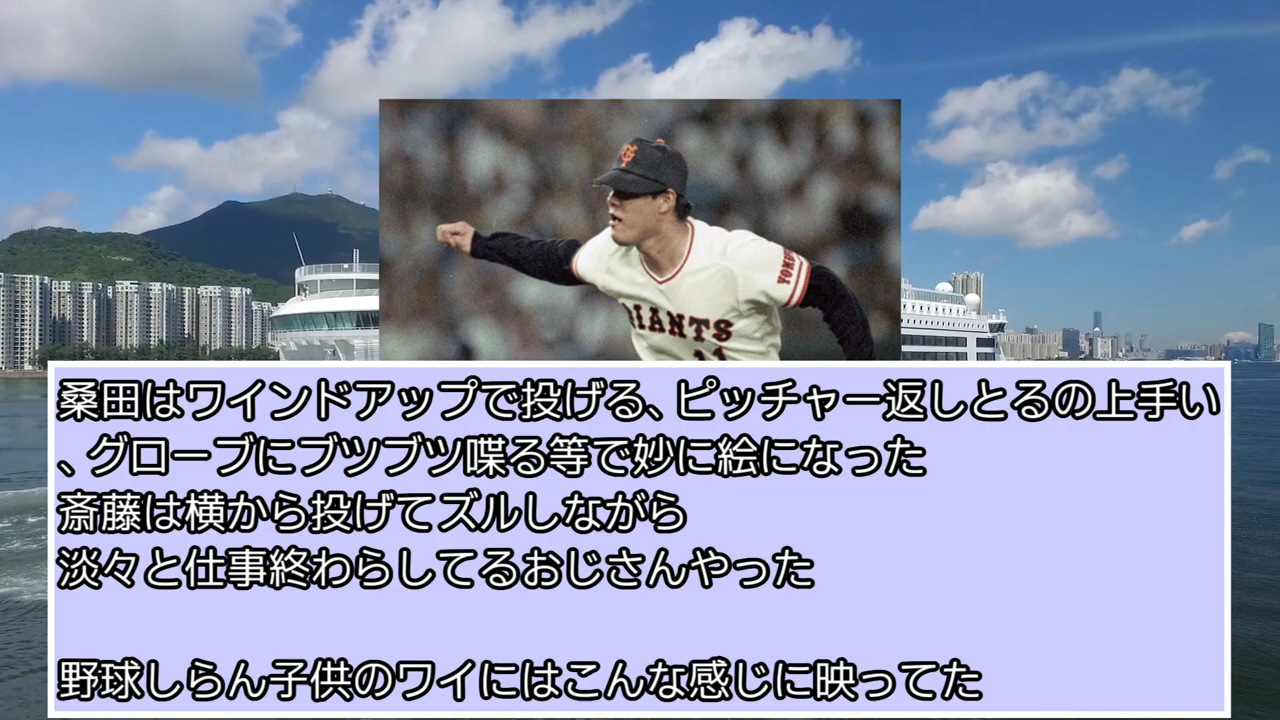 YG
YOMIU
GIANTS
11
桑田はワインドアップで投げる、ピッチャー返しとるの上手い
、グローブにブツブツ喋る等で妙に絵になった
斎藤は横から投げてズルしながら
淡々と仕事終わらしてるおじさんやった
野球しらん子供のワイにはこんな感じに映ってた